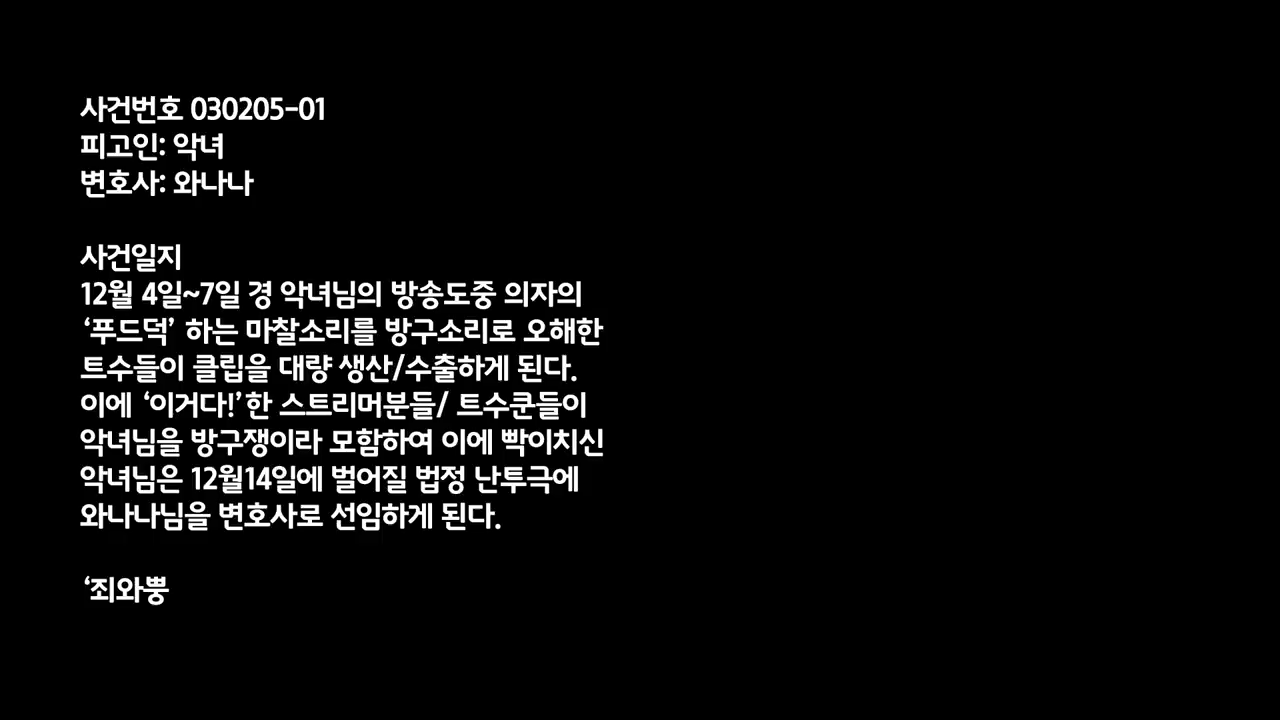 사건번호 030205-01
피고인: 악녀
변호사: 와나나
사건일지
12월 4일~7일 경 악녀님의 방송도중 의자의
‘푸드덕’ 하는 마찰소리를 방구소리로 오해한
트수들이 클립을 대량 생산/수출하게 된다.
이에 ‘이거다!’한 스트리머분들/ 트수쿤들이
악녀님을 방구쟁이라 모함하여 이에 빡이치신
악녀님은 12월14일에 벌어질 법정 난투극에
와나나님을 변호사로 선임하게 된다.
‘죄와뿡